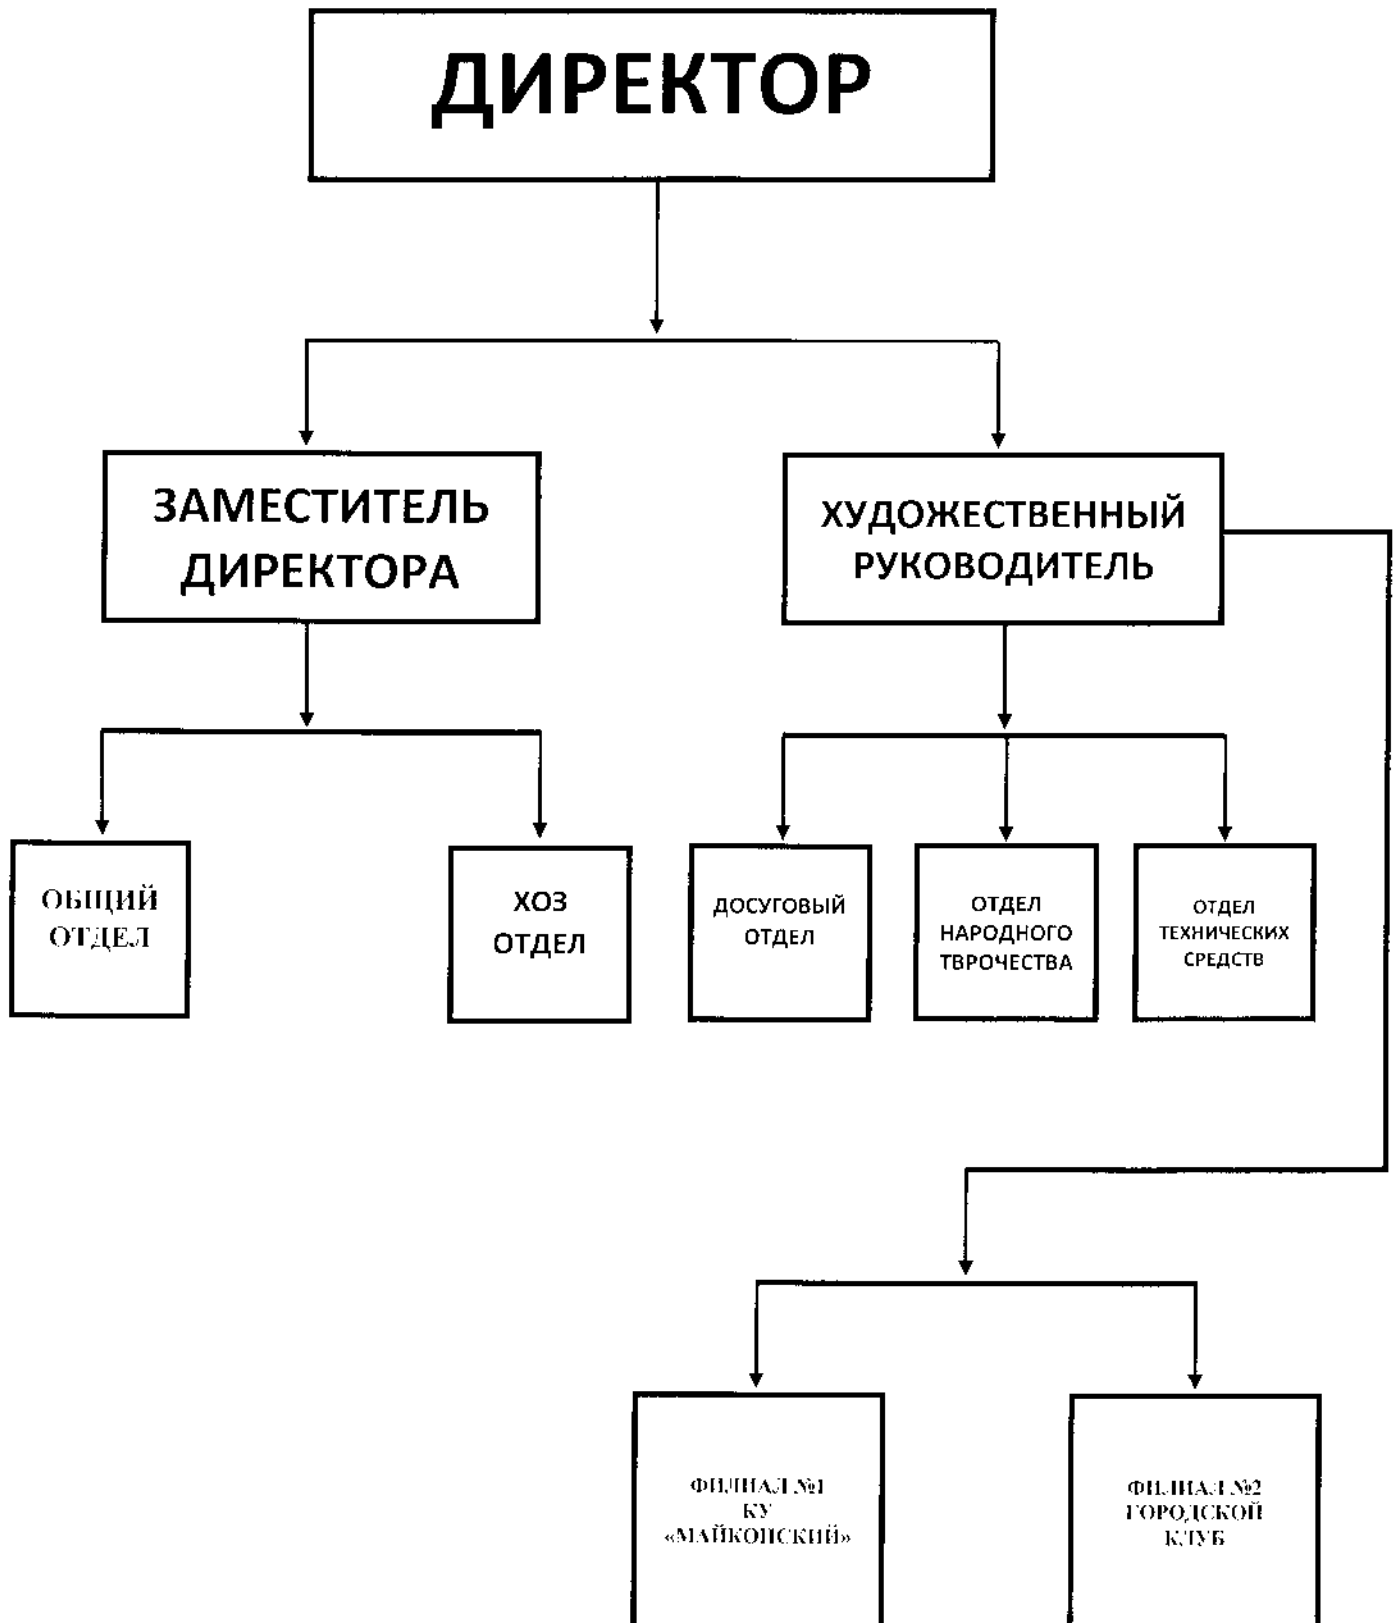 ДИРЕКТОР
ЗАМЕСТИТЕЛЬ
ДИРЕКТОРА
ХУДОЖЕСТВЕННЫЙ
РУКОВОДИТЕЛЬ
ОБЩИЙ
ОТДЕЛ
ХОЗ
ОТДЕЛ
ДОСУГОВЫЙ
ОТДЕЛ
ОТДЕЛ
НАРОДНОГО
ТВРОЧЕСТВА
ОТДЕЛ
ТЕХНИЧЕСКИХ
СРЕДСТВ
ФИЛИАЛ №1
КУ
«МАЙКОПСКИЙ»
ФИЛИАЛ №2
ГОРОДСКОЙ
КЛУБ